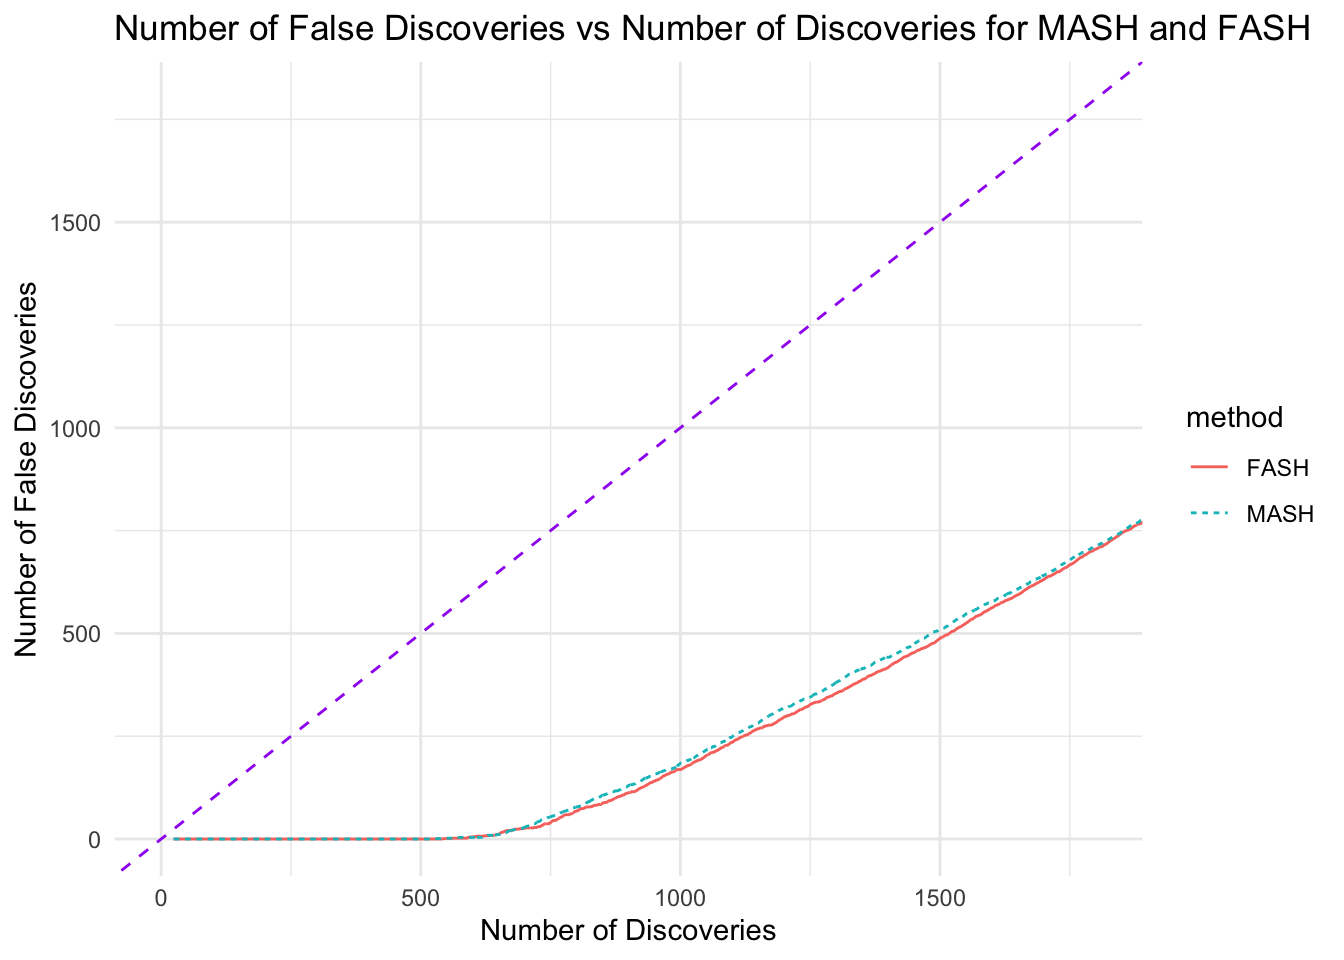 Number of False Discoveries vs Number of Discoveries for MASH and FASH
Number of False Discoveries
1500
1000
500
0
0 500 1000 1500
Number of Discoveries
method
FASH
MASH